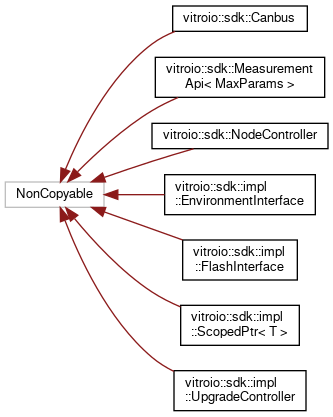 vitroio::sdk::Canbus
vitroio::sdk::Measurement
Api< MaxParams >
vitroio::sdk::NodeController
NonCopyable
vitroio::sdk::impl
::EnvironmentInterface
vitroio::sdk::impl
::FlashInterface
vitroio::sdk::impl
::ScopedPtr< T >
vitroio::sdk::impl
::UpgradeController